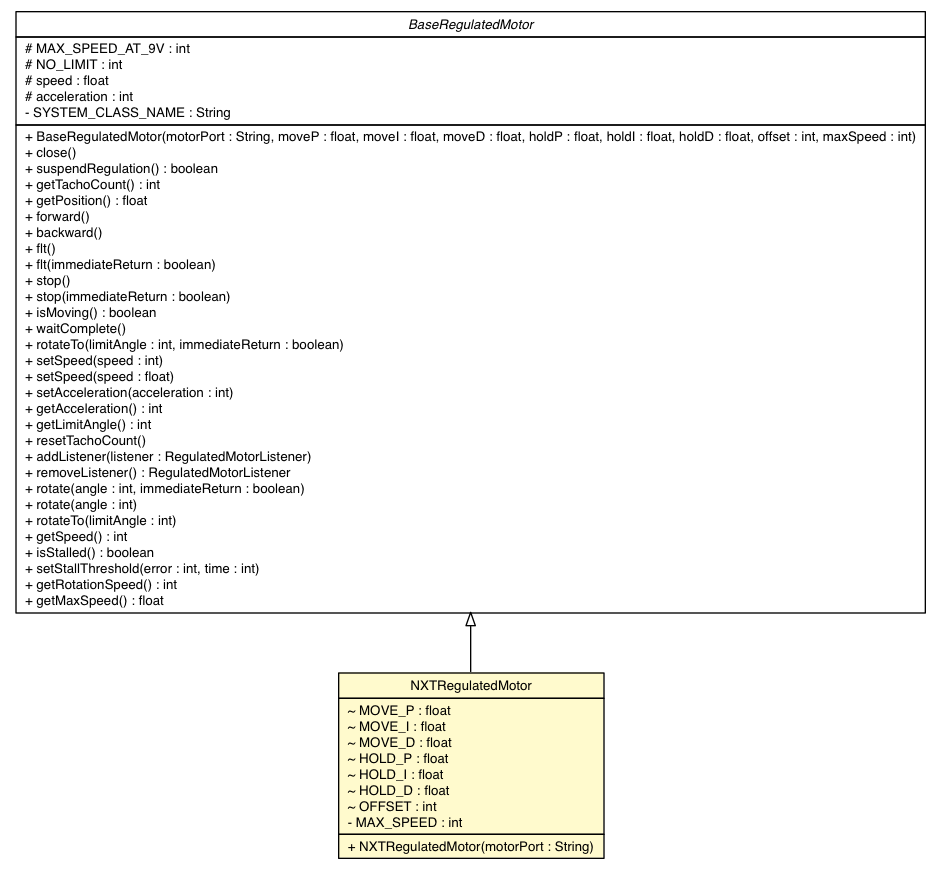 BaseRegulatedMotor
# MAX_SPEED_AT_9V : int
# NO_LIMIT : int
# speed : float
# acceleration : int
- SYSTEM_CLASS_NAME : String
+ BaseRegulatedMotor(motorPort : String, moveP : float, moveI : float, moveD : float, holdP : float, holdI : float, holdD : float, offset : int, maxSpeed : int)
+ close()
+ suspendRegulation() : boolean
+ getTachoCount() : int
+ getPosition() : float
+ forward()
+ backward()
+ flt()
+ flt(immediateReturn : boolean)
+ stop()
+ stop(immediateReturn : boolean)
+ isMoving() : boolean
+ waitComplete()
+ rotateTo(limitAngle : int, immediateReturn : boolean)
+ setSpeed(speed : int)
+ setSpeed(speed : float)
+ setAcceleration(acceleration : int)
+ getAcceleration() : int
+ getLimitAngle() : int
+ resetTachoCount()
+ addListener(listener : RegulatedMotorListener)
+ removeListener() : RegulatedMotorListener
+ rotate(angle : int, immediateReturn : boolean)
+ rotate(angle : int)
+ rotateTo(limitAngle : int)
+ getSpeed() : int
+ isStalled() : boolean
+ setStallThreshold(error : int, time : int)
+ getRotationSpeed() : int
+ getMaxSpeed() : float
NXTRegulatedMotor
~ MOVE_P : float
~ MOVE_I : float
~ MOVE_D : float
~ HOLD_P : float
~ HOLD_I : float
~ HOLD_D : float
~ OFFSET : int
- MAX_SPEED : int
+ NXTRegulatedMotor(motorPort : String)